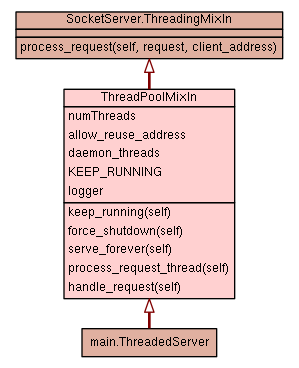 SocketServer.ThreadingMixIn
process_request(self, request, client_address)
ThreadPoolMixIn
numThreads
allow_reuse_address
daemon_threads
KEEP_RUNNING
logger
keep_running(self)
force_shutdown(self)
serve_forever(self)
process_request_thread(self)
handle_request(self)
main.ThreadedServer